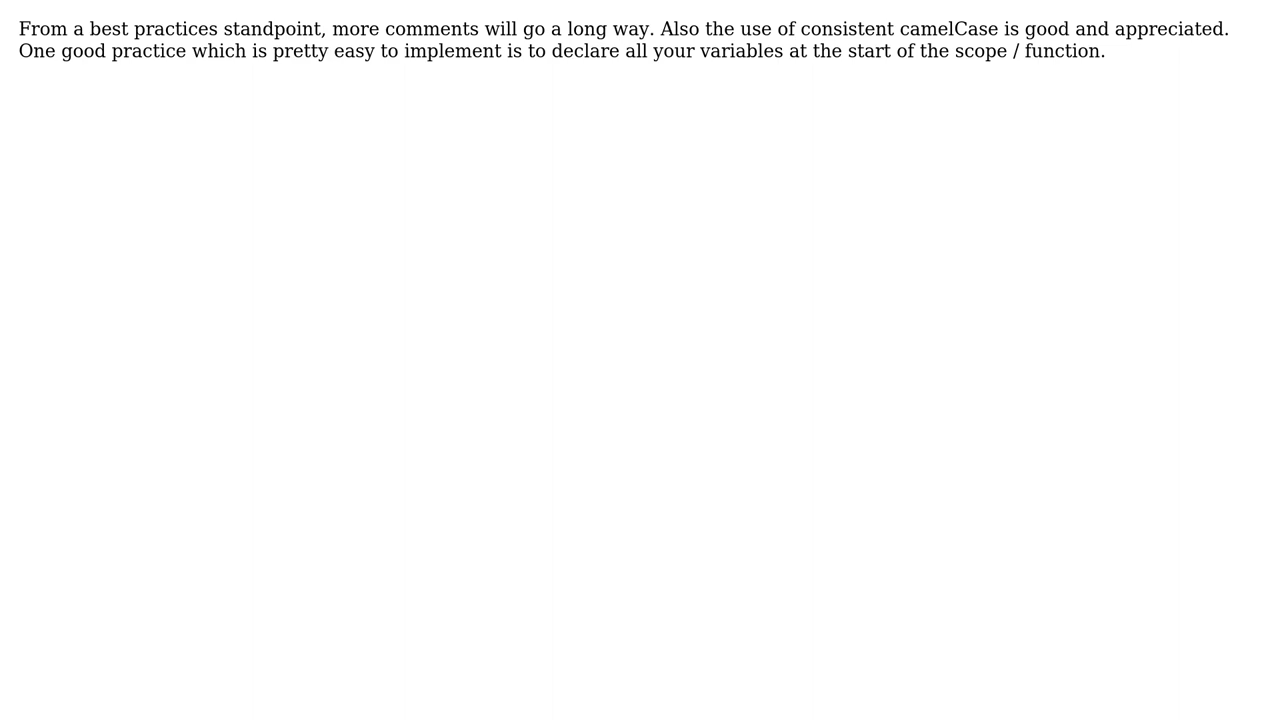 From a best practices standpoint, more comments will go a long way. Also the use of consistent camelCase is good and appreciated.
One good practice which is pretty easy to implement is to declare all your variables at the start of the scope / function.